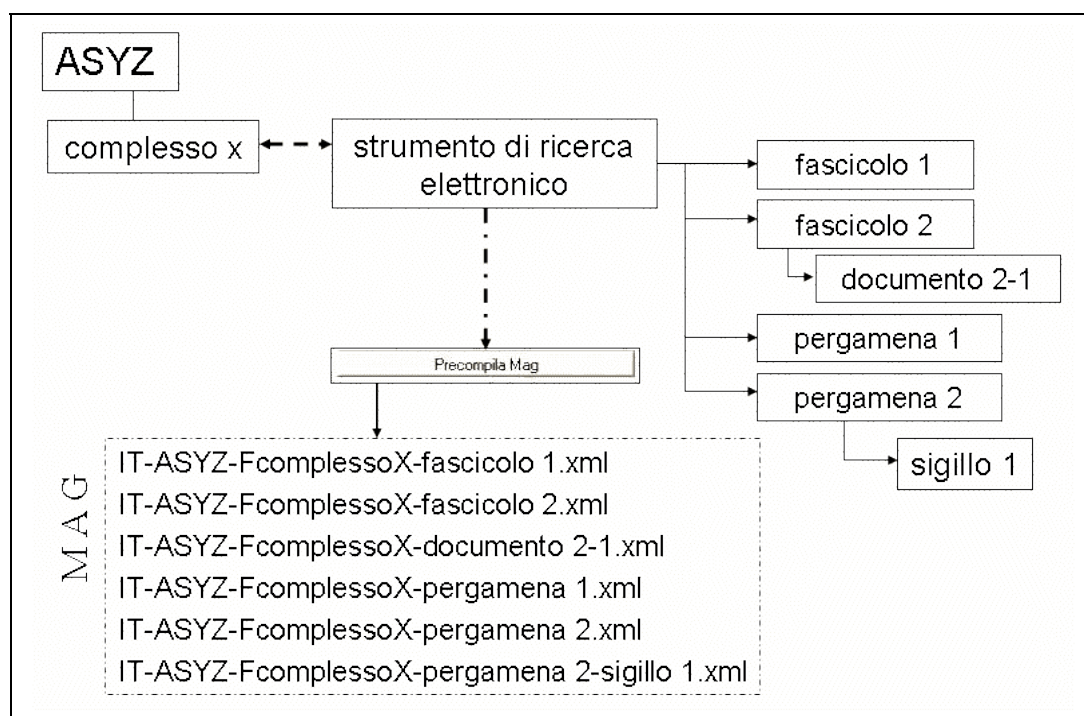 ASYZ
complesso x
strumento di ricerca
elettronico
fascicolo 1
fascicolo 2
documento 2-1
pergamena 1
pergamena 2
sigillo 1
Precompila Mag
MAG
IT-ASYZ-FcomplessoX-fascicolo 1.xml
IT-ASYZ-FcomplessoX-fascicolo 2.xml
IT-ASYZ-FcomplessoX-documento 2-1.xml
IT-ASYZ-FcomplessoX-pergamena 1.xml
IT-ASYZ-FcomplessoX-pergamena 2.xml
IT-ASYZ-FcomplessoX-pergamena 2-sigillo 1.xml